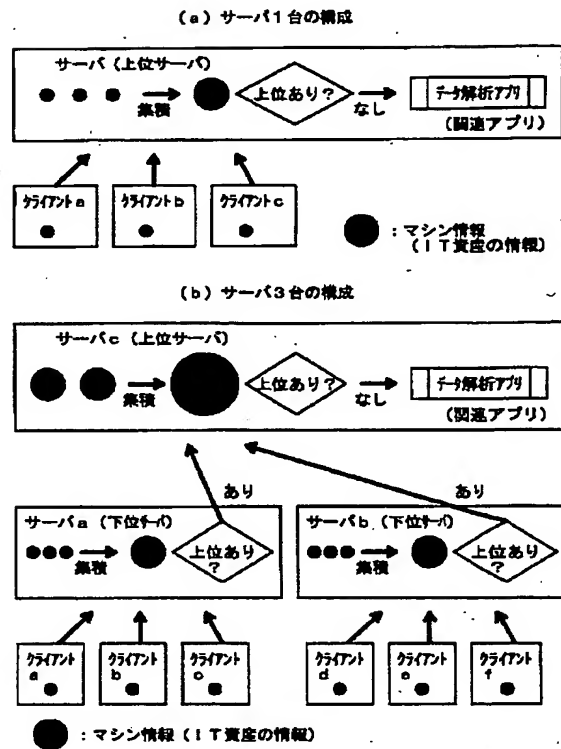 (a)サーバ1台の構成
サーバ(上位サーバ)
集積
上位あり?
なし
データ解析アプリ
(関連アプリ)
クライアントa
クライアントb
クライアントc
:マシン情報
(IT資産の情報)
(b)サーバ3台の構成
サーバc(上位サーバ)
集積
上位あり?
なし
データ解析アプリ
(関連アプリ)
あり
あり
サーバa(下位サーバ)
集積
上位あり
?
サーバb(下位サーバ)
集積
上位あり
?
クライアント
a
クライアント
b
クライアント
c
クライアント
d
クライアント
e
クライアント
f
:マシン情報(IT資産の情報)